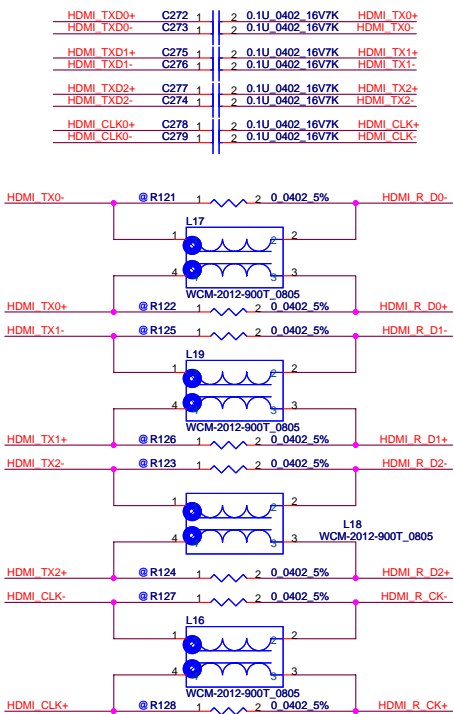 HDMI_TXD0+ C272 1 2 0.1U_0402_16V7K HDMI_TX0+
HDMI_TXD0- C273 1 2 0.1U_0402_16V7K HDMI_TX0-
HDMI_TXD1+ C275 1 2 0.1U_0402_16V7K HDMI_TX1+
HDMI_TXD1- C276 1 2 0.1U_0402_16V7K HDMI_TX1-
HDMI_TXD2+ C277 1 2 0.1U_0402_16V7K HDMI_TX2+
HDMI_TXD2- C274 1 2 0.1U_0402_16V7K HDMI_TX2-
HDMI_CLK0+ C278 1 2 0.1U_0402_16V7K HDMI_CLK+
HDMI_CLK0- C279 1 2 0.1U_0402_16V7K HDMI_CLK-
HDMI_TX0- @ R121 1 2 0_0402_5% HDMI_R_D0-
L17
1 2 2
4 3 3
WCM-2012-900T_0805
HDMI_TX0+ @ R122 1 2 0_0402_5% HDMI_R_D0+
HDMI_TX1- @ R125 1 2 0_0402_5% HDMI_R_D1-
L19
1 2 2
4 3 3
WCM-2012-900T_0805
HDMI_TX1+ @ R126 1 2 0_0402_5% HDMI_R_D1+
HDMI_TX2- @ R123 1 2 0_0402_5% HDMI_R_D2-
1 2 2
L18
4 3 3
WCM-2012-900T_0805
HDMI_TX2+ @ R124 1 2 0_0402_5% HDMI_R_D2+
HDMI_CLK- @ R127 1 2 0_0402_5% HDMI_R_CK-
L16
1 2 2
4 3 3
WCM-2012-900T_0805
HDMI_CLK+ @ R128 1 2 0_0402_5% HDMI_R_CK+